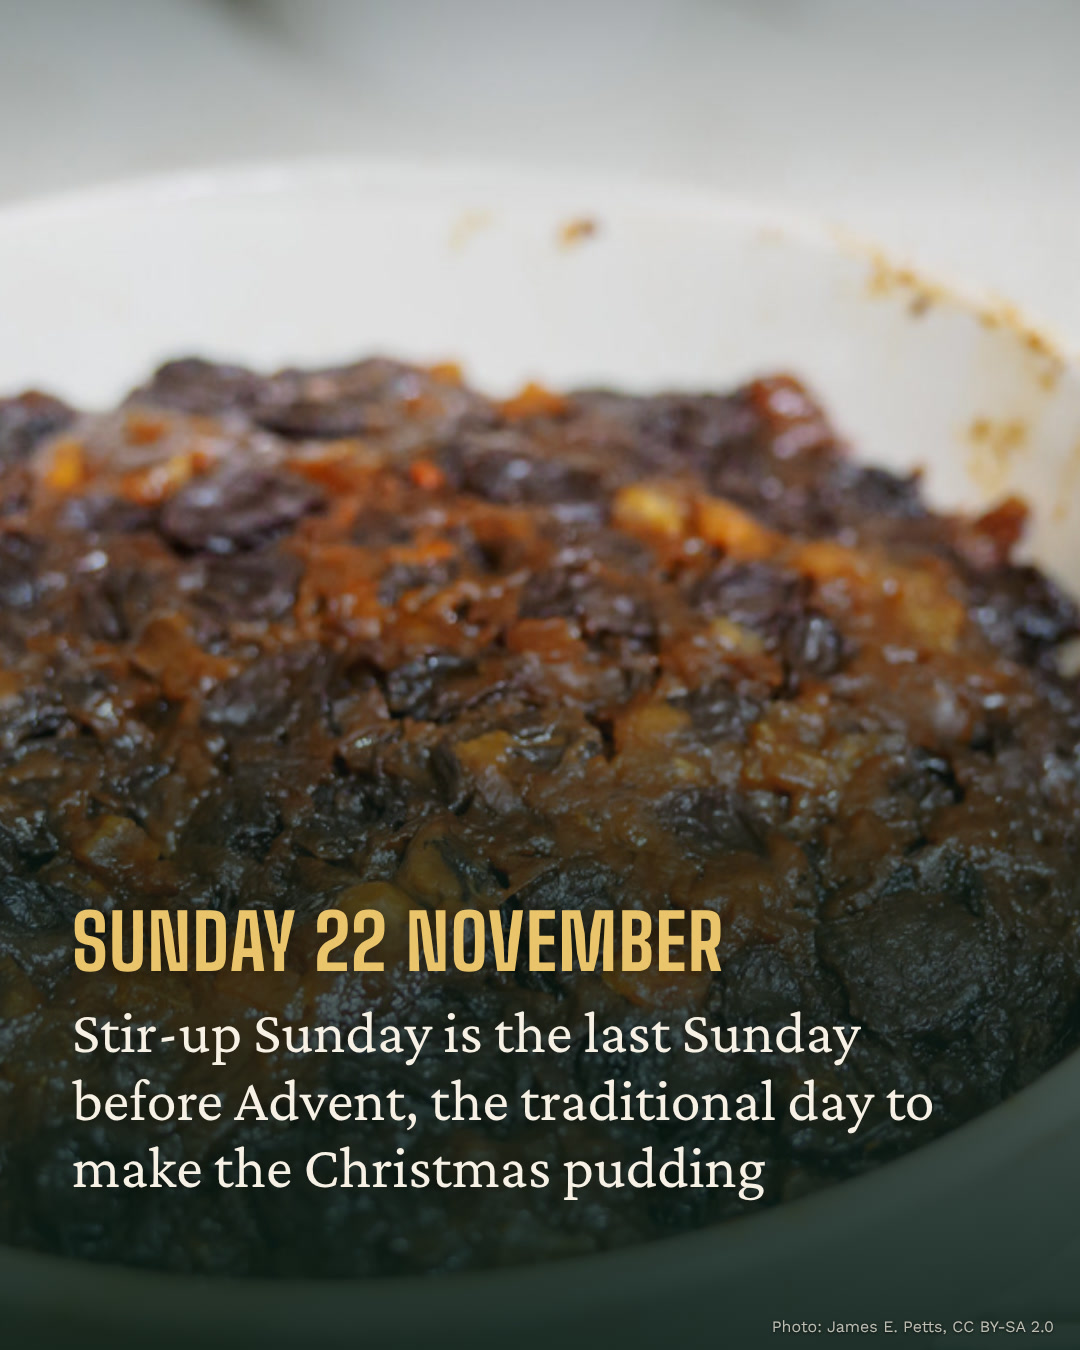 SUNDAY 22 NOVEMBER
Stir-up Sunday is the last Sunday
before Advent, the traditional day to
make the Christmas pudding
Photo: James E. Petts, CC BY-SA 2.0